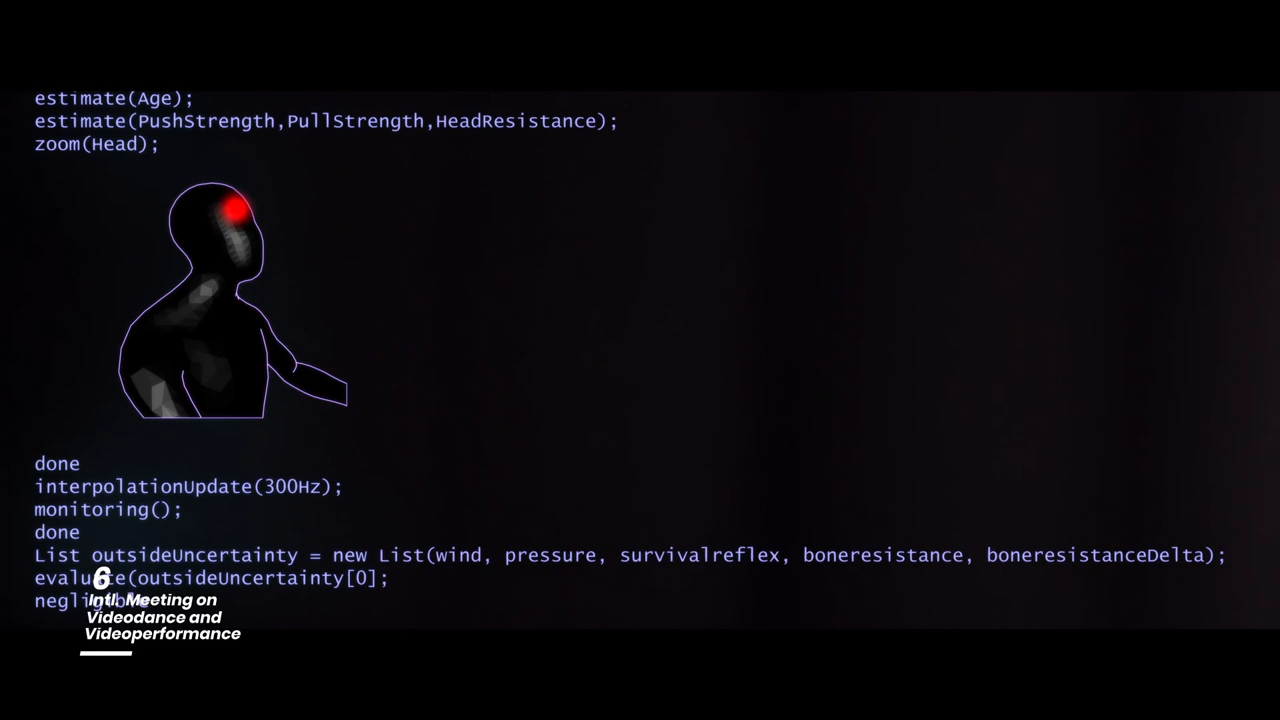 estimate(Age);
estimate(PushStrength,PullStrength,HeadResistance);
zoom(Head);
done
interpolationUpdate(300Hz);
monitoring();
done
List outsideUncertainty = new List(wind, pressure, survivalreflex, boneresistance, boneresistanceDelta);
evaluate(outsideUncertainty[0];
negligible
6
Intl. Meeting on
Videodance and
Videoperformance